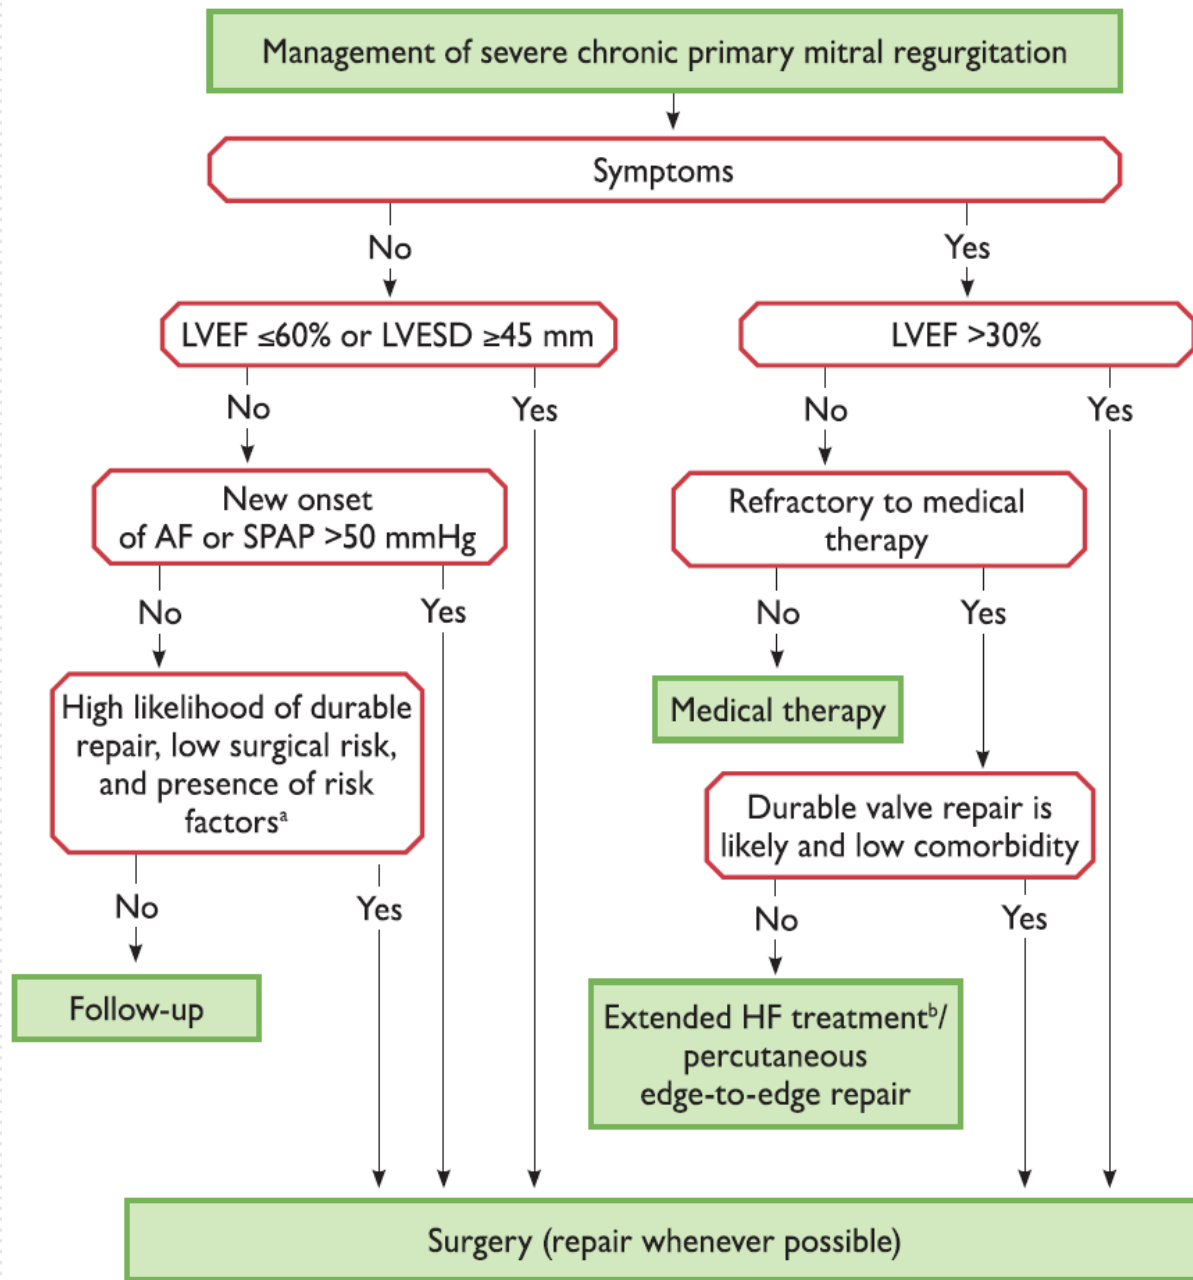 Management of severe chronic primary mitral regurgitation
Symptoms
No
Yes
LVEF ≤60% or LVESD ≥45 mm
LVEF >30%
No
Yes
No
Yes
New onset
of AF or SPAP >50 mmHg
Refractory to medical
therapy
No
Yes
No
Yes
High likelihood of durable
repair, low surgical risk,
and presence of risk
factorsᵃ
Medical therapy
Durable valve repair is
likely and low comorbidity
No
Yes
No
Yes
Follow-up
Extended HF treatmentᵇ/
percutaneous
edge-to-edge repair
Surgery (repair whenever possible)